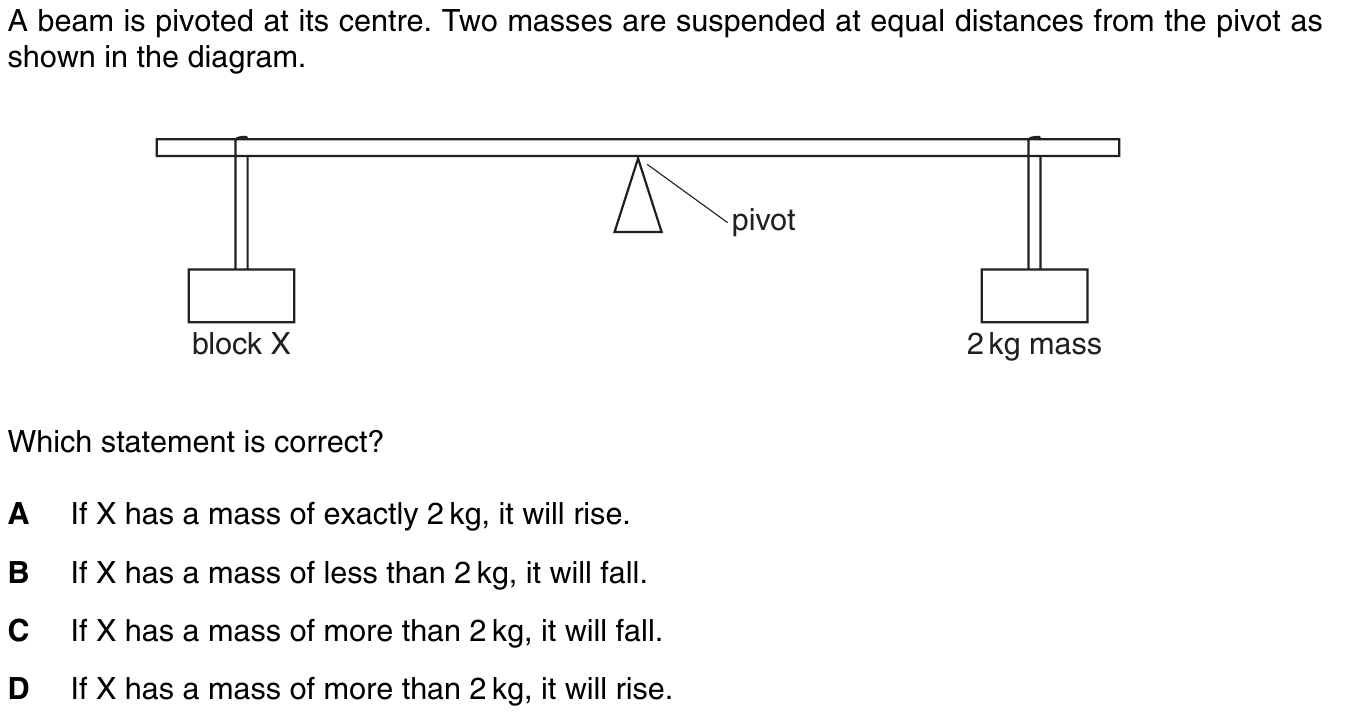 A beam is pivoted at its centre. Two masses are suspended at equal distances from the pivot as
shown in the diagram.
pivot
block X
2 kg mass
Which statement is correct?
A If X has a mass of exactly 2 kg, it will rise.
B If X has a mass of less than 2 kg, it will fall.
C If X has a mass of more than 2 kg, it will fall.
D If X has a mass of more than 2 kg, it will rise.